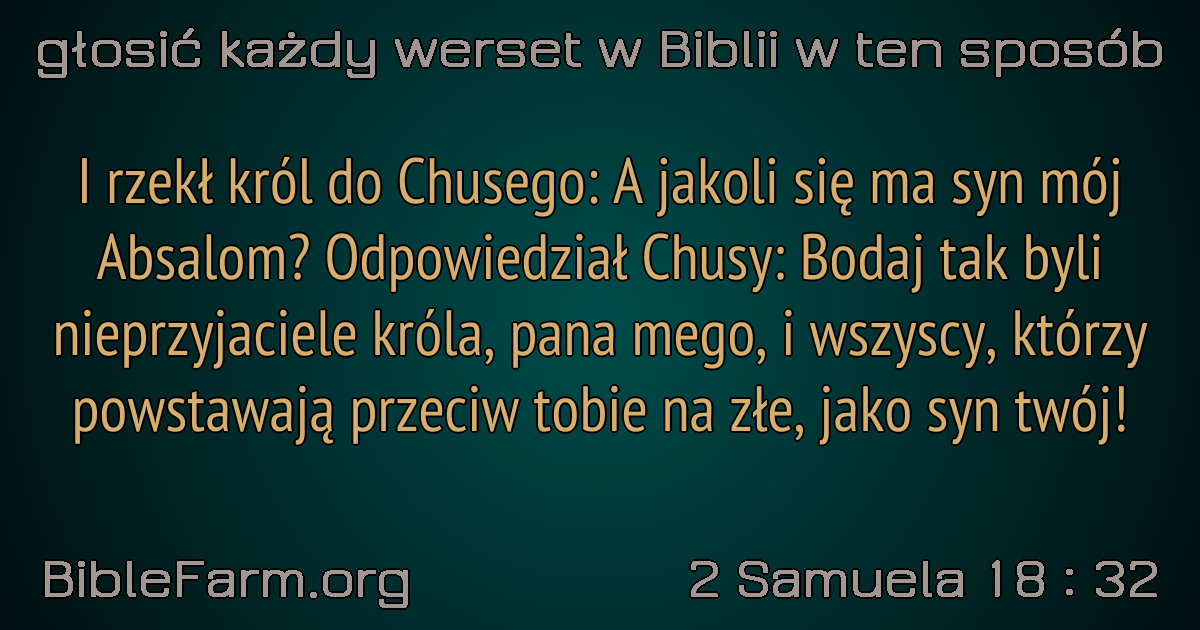 głosić każdy werset w Biblii w ten sposób
I rzekł król do Chusego: A jakoli się ma syn mój
Absalom? Odpowiedział Chusy: Bodaj tak byli
nieprzyjaciele króla, pana mego, i wszyscy, którzy
powstawają przeciw tobie na złe, jako syn twój!
BibleFarm.org
2 Samuela 18 : 32